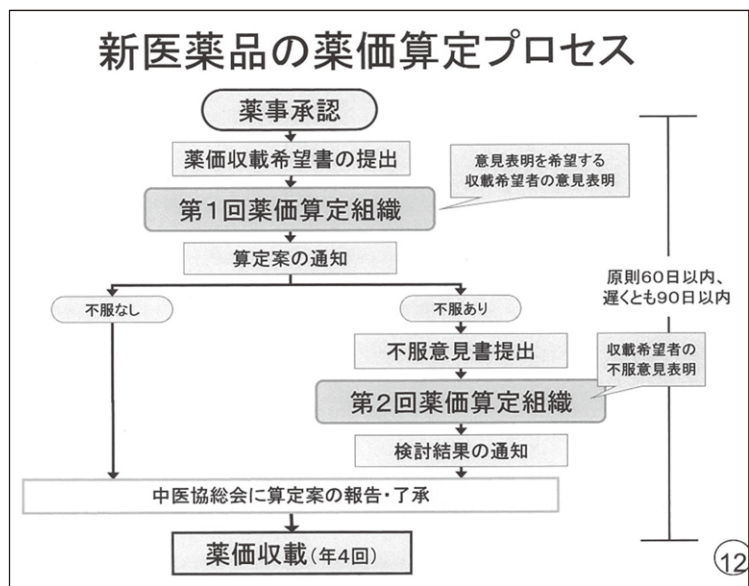 新医薬品の薬価算定プロセス
薬事承認
薬価収載希望書の提出
意見表明を希望する
収載希望者の意見表明
第1回薬価算定組織
算定案の通知
原則60日以内、
遅くとも90日以内
不服なし
不服あり
不服意見書提出
収載希望者の
不服意見表明
第2回薬価算定組織
検討結果の通知
中医協総会に算定案の報告・了承
薬価収載(年4回)
12